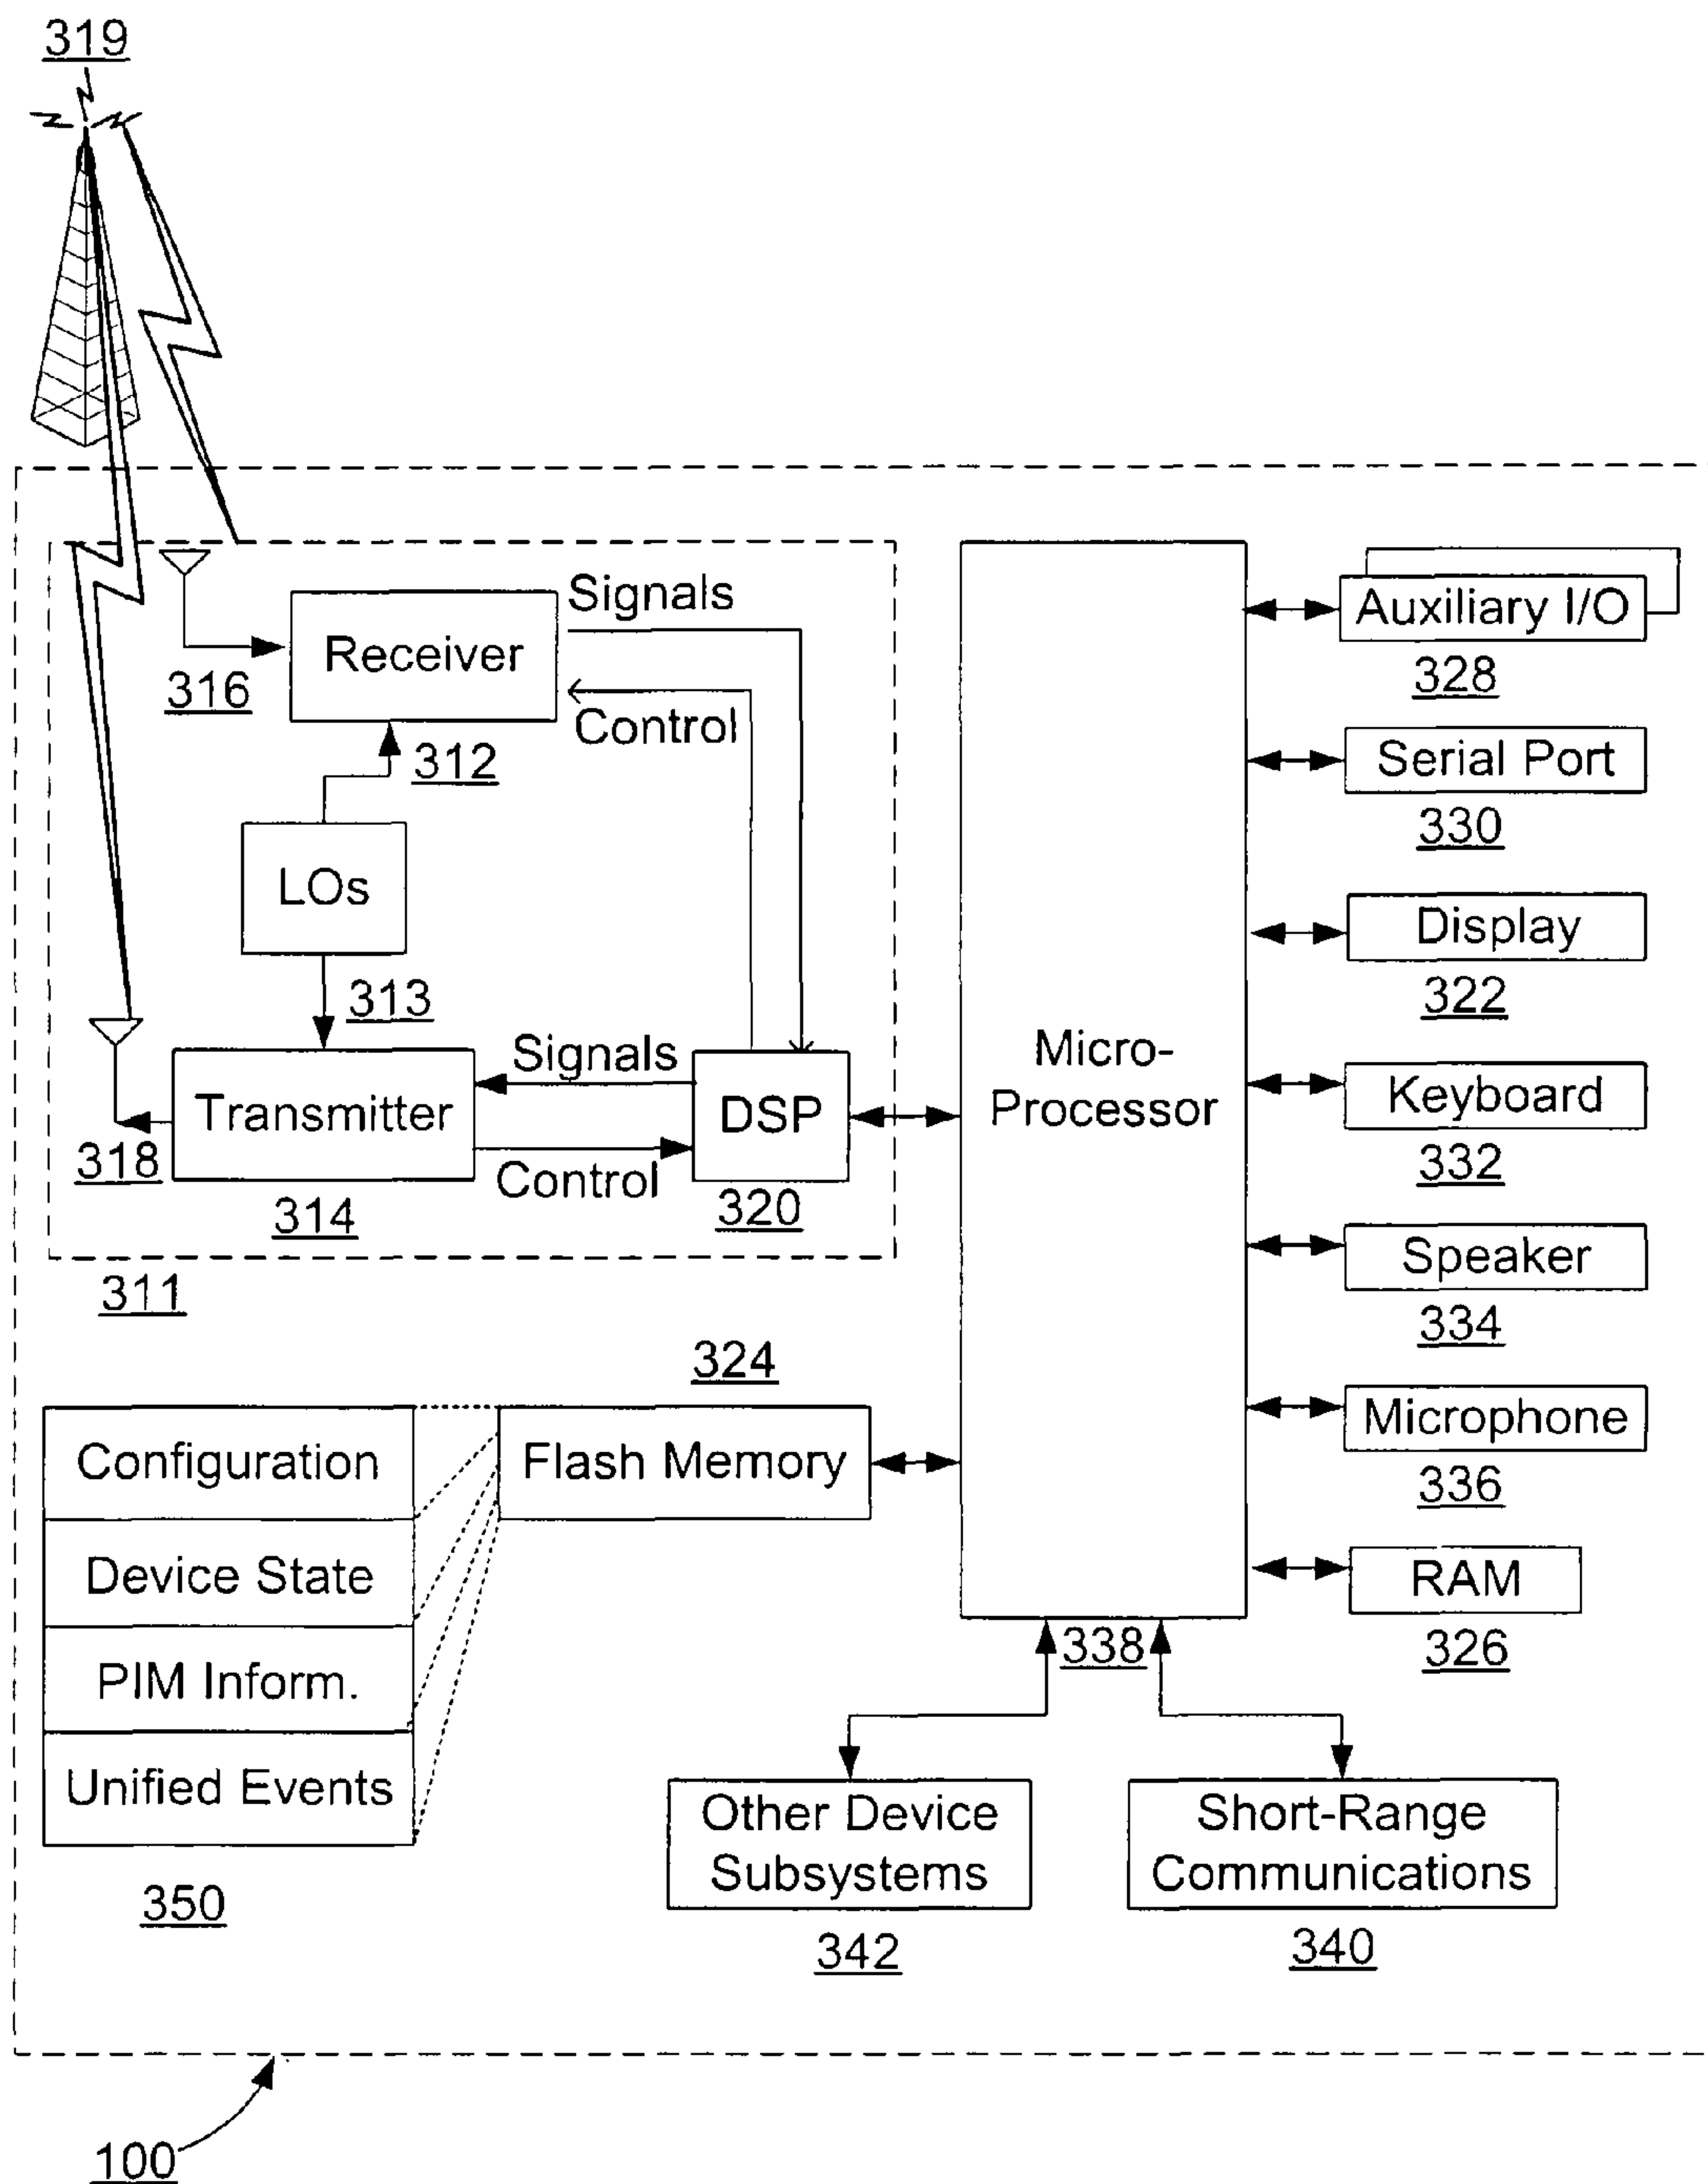 319
Signals
Receiver
316
Control
312
LOs
313
Signals
Transmitter
DSP
318
Control
314
320
311
Micro-
Processor
338
Auxiliary I/O
328
Serial Port
330
Display
322
Keyboard
332
Speaker
334
Microphone
336
RAM
326
324
Flash Memory
Configuration
Device State
PIM Inform.
Unified Events
350
Other Device
Subsystems
342
Short-Range
Communications
340
100